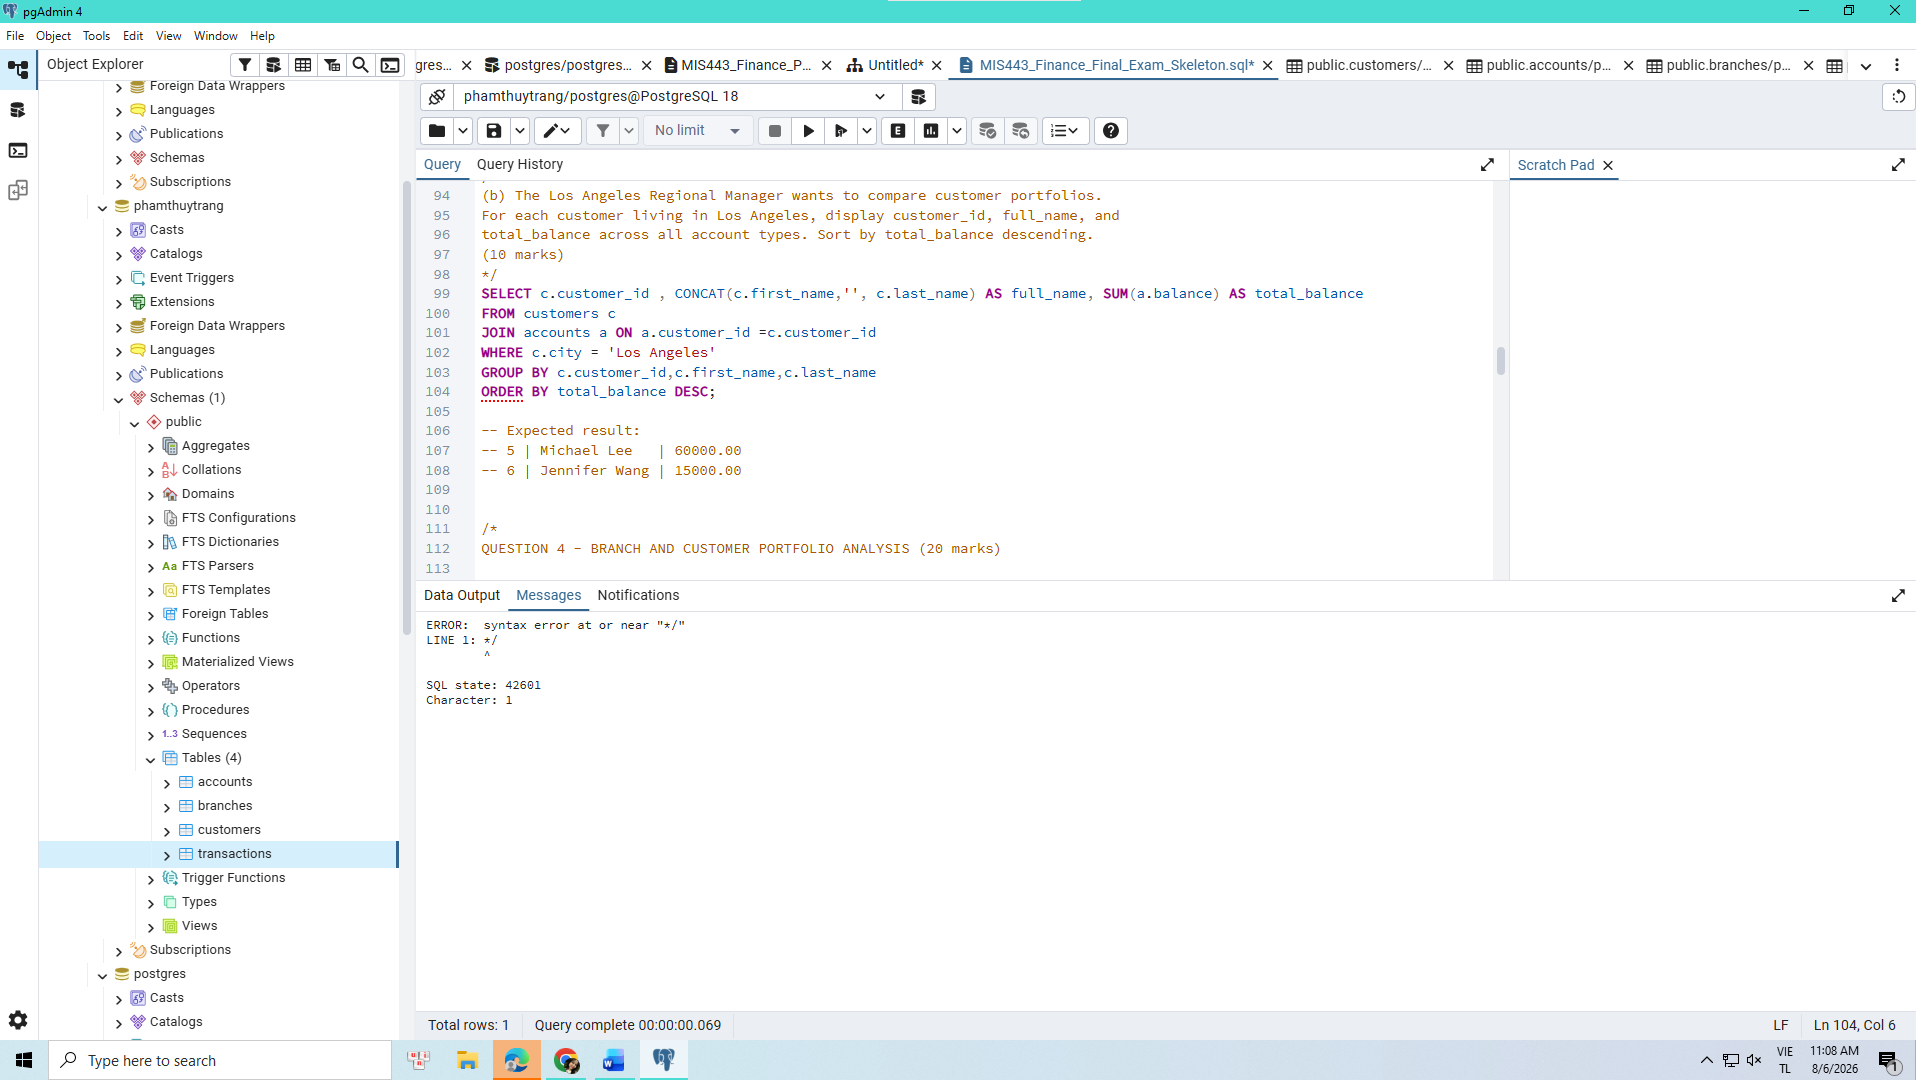 pgAdmin 4
File Object Tools Edit View Window Help
Object Explorer
gres... postgres/postgres... MIS443_Finance_P... Untitled* MIS443_Finance_Final_Exam_Skeleton.sql* public.customers/... public.accounts/p... public.branches/p...
phamthuytrang/postgres@PostgreSQL 18
No limit
Query Query History
Scratch Pad
Foreign Data Wrappers
Languages
Publications
Schemas
Subscriptions
phamthuytrang
Casts
Catalogs
Event Triggers
Extensions
Foreign Data Wrappers
Languages
Publications
Schemas (1)
public
Aggregates
Collations
Domains
FTS Configurations
FTS Dictionaries
FTS Parsers
FTS Templates
Foreign Tables
Functions
Materialized Views
Operators
Procedures
Sequences
Tables (4)
accounts
branches
customers
transactions
Trigger Functions
Types
Views
Subscriptions
postgres
Casts
Catalogs
94 (b) The Los Angeles Regional Manager wants to compare customer portfolios.
95 For each customer living in Los Angeles, display customer_id, full_name, and
96 total_balance across all account types. Sort by total_balance descending.
97 (10 marks)
98 */
99 SELECT c.customer_id , CONCAT(c.first_name,'', c.last_name) AS full_name, SUM(a.balance) AS total_balance
100 FROM customers c
101 JOIN accounts a ON a.customer_id =c.customer_id
102 WHERE c.city = 'Los Angeles'
103 GROUP BY c.customer_id,c.first_name,c.last_name
104 ORDER BY total_balance DESC;
105
106 -- Expected result:
107 -- 5 | Michael Lee | 60000.00
108 -- 6 | Jennifer Wang | 15000.00
109
110
111 /*
112 QUESTION 4 - BRANCH AND CUSTOMER PORTFOLIO ANALYSIS (20 marks)
113
Data Output Messages Notifications
ERROR: syntax error at or near "*/"
LINE 1: */
^
SQL state: 42601
Character: 1
Total rows: 1 Query complete 00:00:00.069 LF Ln 104, Col 6
Type here to search
VIE
TL
11:08 AM
8/6/2026
1